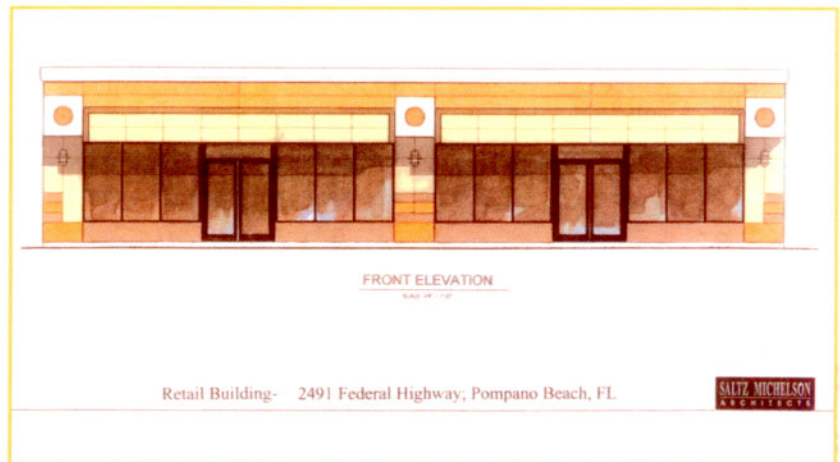 FRONT ELEVATION
Retail Building- 2491 Federal Highway; Pompano Beach, FL
SALTZ MICHELSON
ARCHITECTS